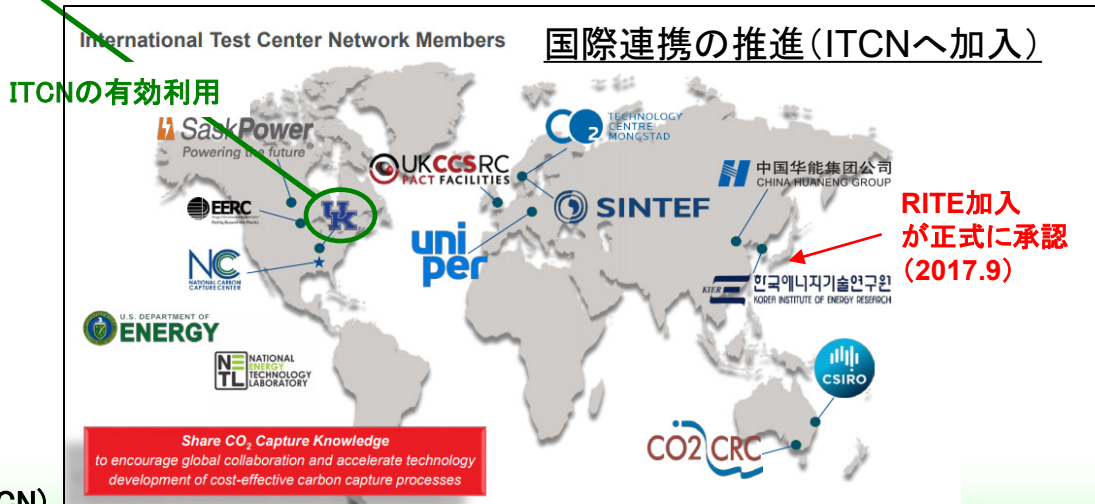 International Test Center Network Members
国際連携の推進（ITCNへ加入）
ITCNの有効利用
SaskPower
Powering the future®
UKCCSRC
PACT FACILITIES
CO2
TECHNOLOGY
CENTRE
MONGSTAD
中国华能集团公司
CHINA HUANENG GROUP
EERC
UK
SINTEF
RITE加入
が正式に承認
（2017.9）
uni
per
NC
NATIONAL CARBON
CAPTURE CENTER
KIER
한국에너지기술연구원
KOREA INSTITUTE OF ENERGY RESEARCH
U.S. DEPARTMENT OF
ENERGY
NETL
NATIONAL
ENERGY
TECHNOLOGY
LABORATORY
CSIRO
CO2CRC
Share CO₂ Capture Knowledge
to encourage global collaboration and accelerate technology
development of cost-effective carbon capture processes
CN)